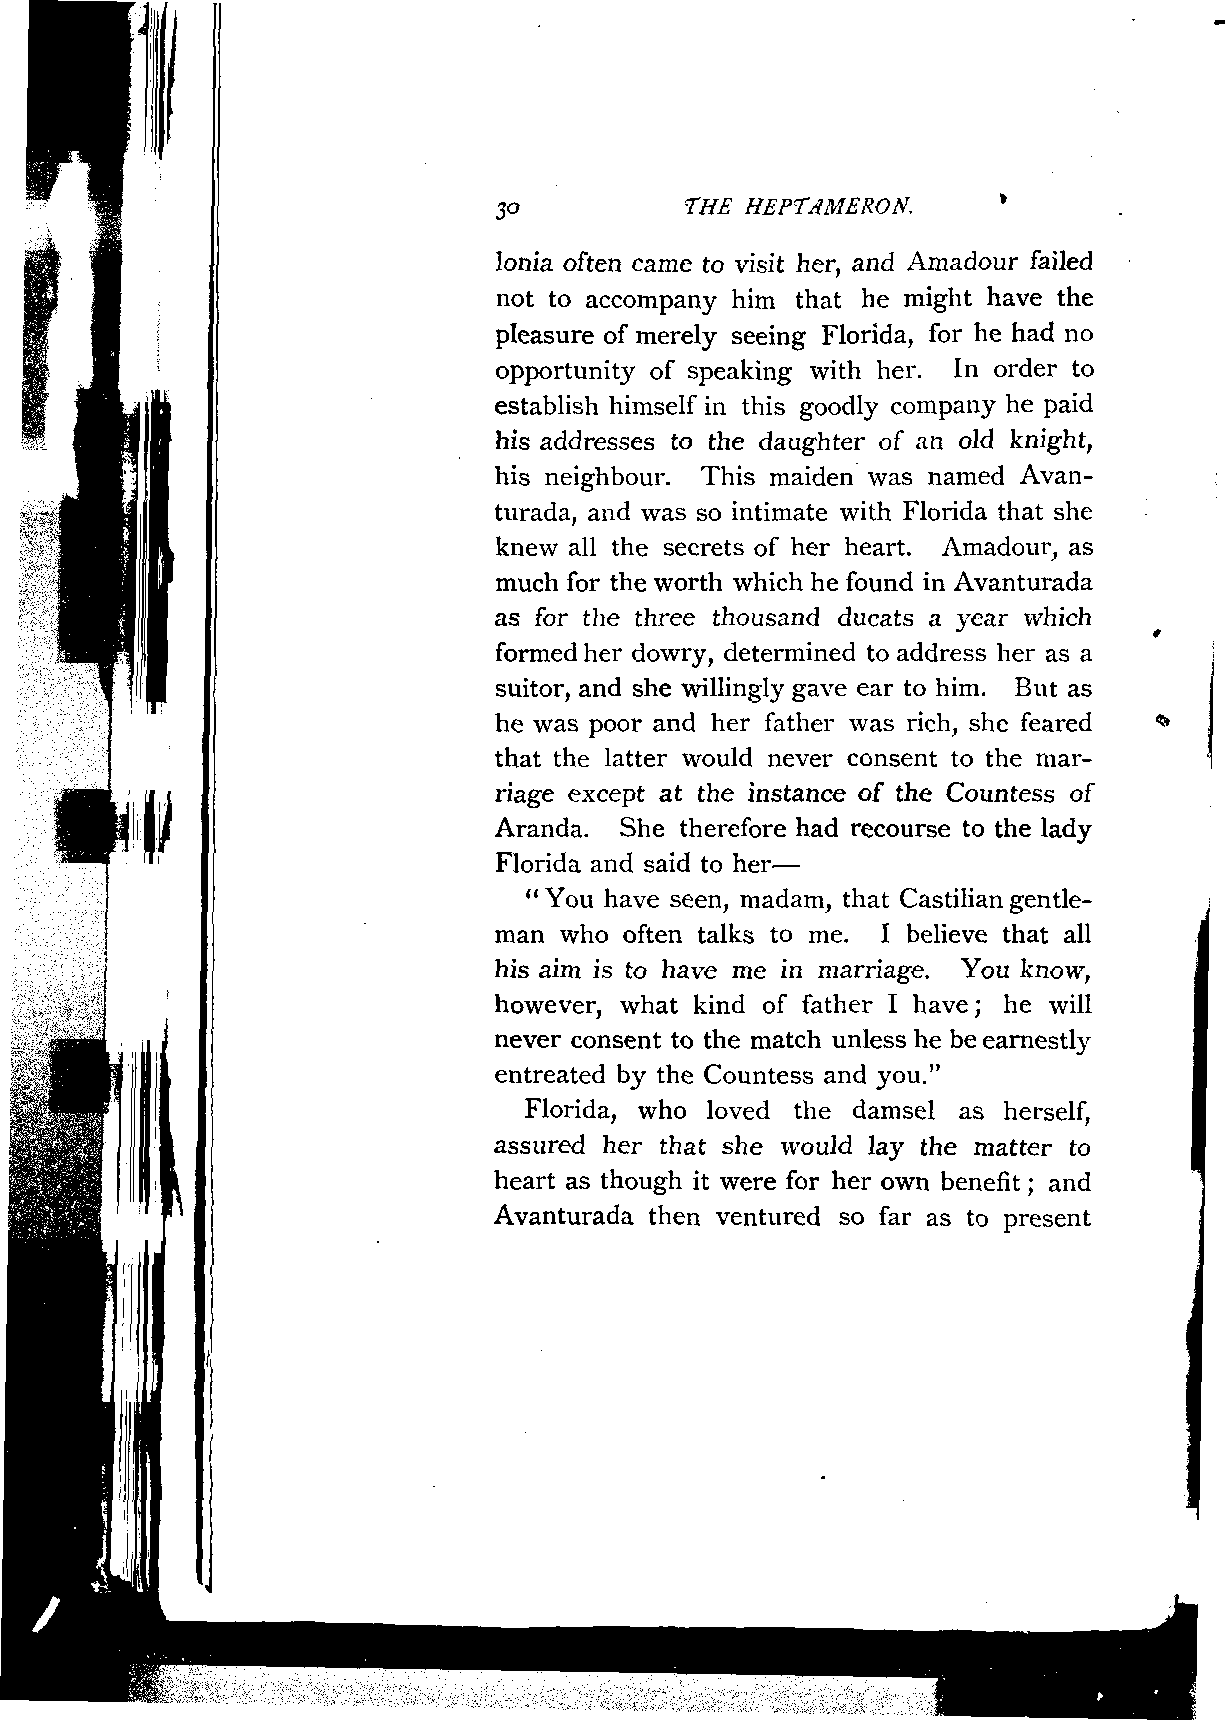 30 THE HEPTAMERON.
lonia often came to visit her, and Amadour failed
not to accompany him that he might have the
pleasure of merely seeing Florida, for he had no
opportunity of speaking with her. In order to
establish himself in this goodly company he paid
his addresses to the daughter of an old knight,
his neighbour. This maiden was named Avan-
turada, and was so intimate with Florida that she
knew all the secrets of her heart. Amadour, as
much for the worth which he found in Avanturada
as for the three thousand ducats a year which
formed her dowry, determined to address her as a
suitor, and she willingly gave ear to him. But as
he was poor and her father was rich, she feared
that the latter would never consent to the mar-
riage except at the instance of the Countess of
Aranda. She therefore had recourse to the lady
Florida and said to her—
“You have seen, madam, that Castilian gentle-
man who often talks to me. I believe that all
his aim is to have me in marriage. You know,
however, what kind of father I have; he will
never consent to the match unless he be earnestly
entreated by the Countess and you.”
Florida, who loved the damsel as herself,
assured her that she would lay the matter to
heart as though it were for her own benefit; and
Avanturada then ventured so far as to present